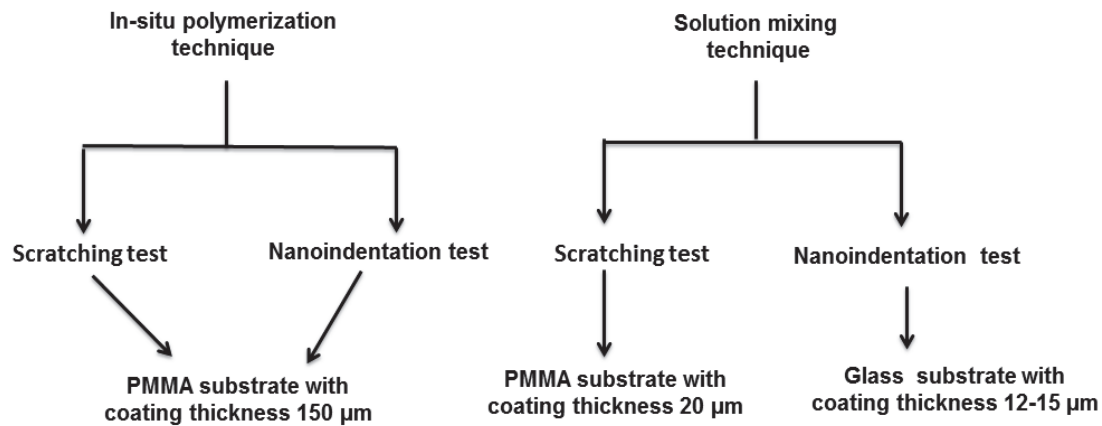 In-situ polymerization
technique
Solution mixing
technique
Scratching test
Nanoindentation test
Scratching test
Nanoindentation test
PMMA substrate with
coating thickness 150 µm
PMMA substrate with
coating thickness 20 µm
Glass substrate with
coating thickness 12-15 µm